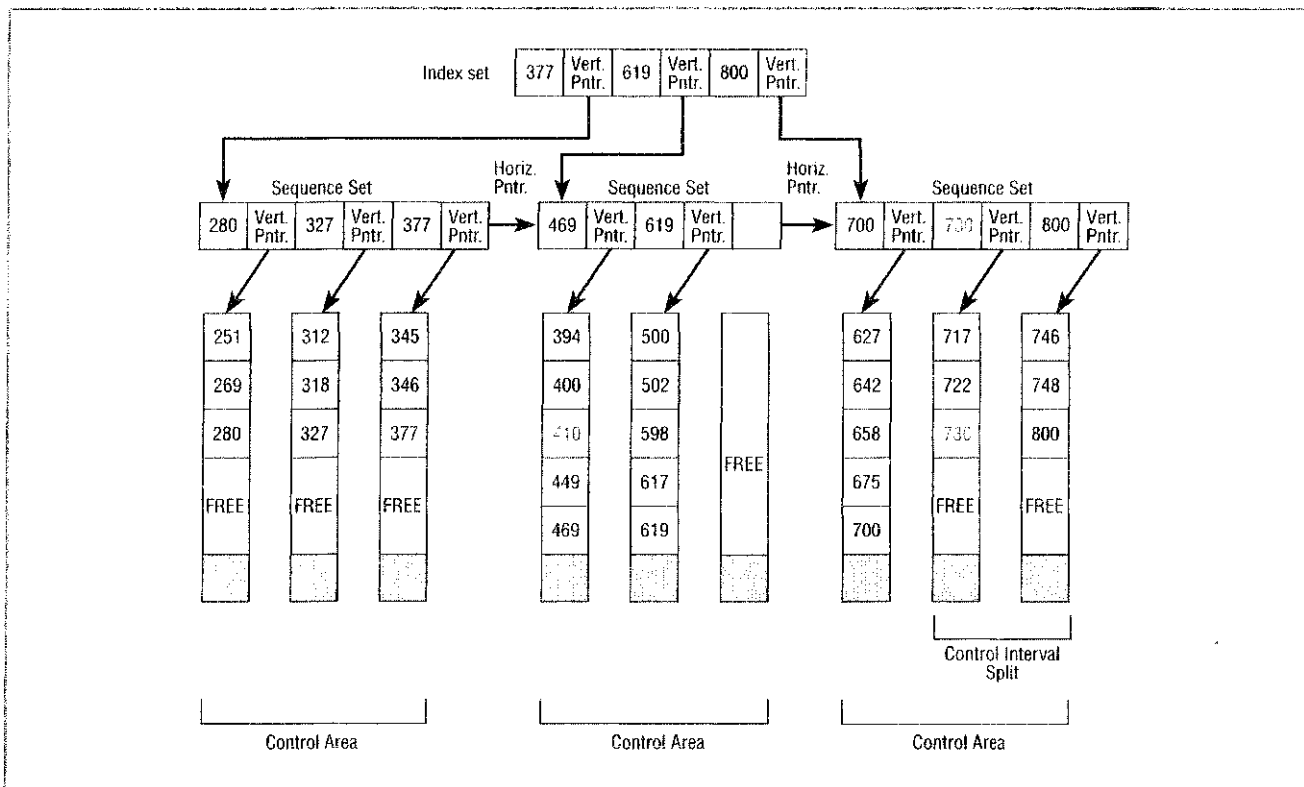 Index set 377 Vert. Pntr. 619 Vert. Pntr. 800 Vert. Pntr.
Horiz. Pntr.
Horiz. Pntr.
Sequence Set
Sequence Set
Sequence Set
280 Vert. Pntr. 327 Vert. Pntr. 377 Vert. Pntr.
469 Vert. Pntr. 619 Vert. Pntr.
700 Vert. Pntr. Vert. Pntr. 800 Vert. Pntr.
251 312 345 394 500 627 717 746
269 318 346 400 502 642 722 748
280 327 377 410 598 658 800
FREE FREE FREE 449 617 FREE 675 FREE FREE
469 619 700
Control Interval
Split
Control Area
Control Area
Control Area